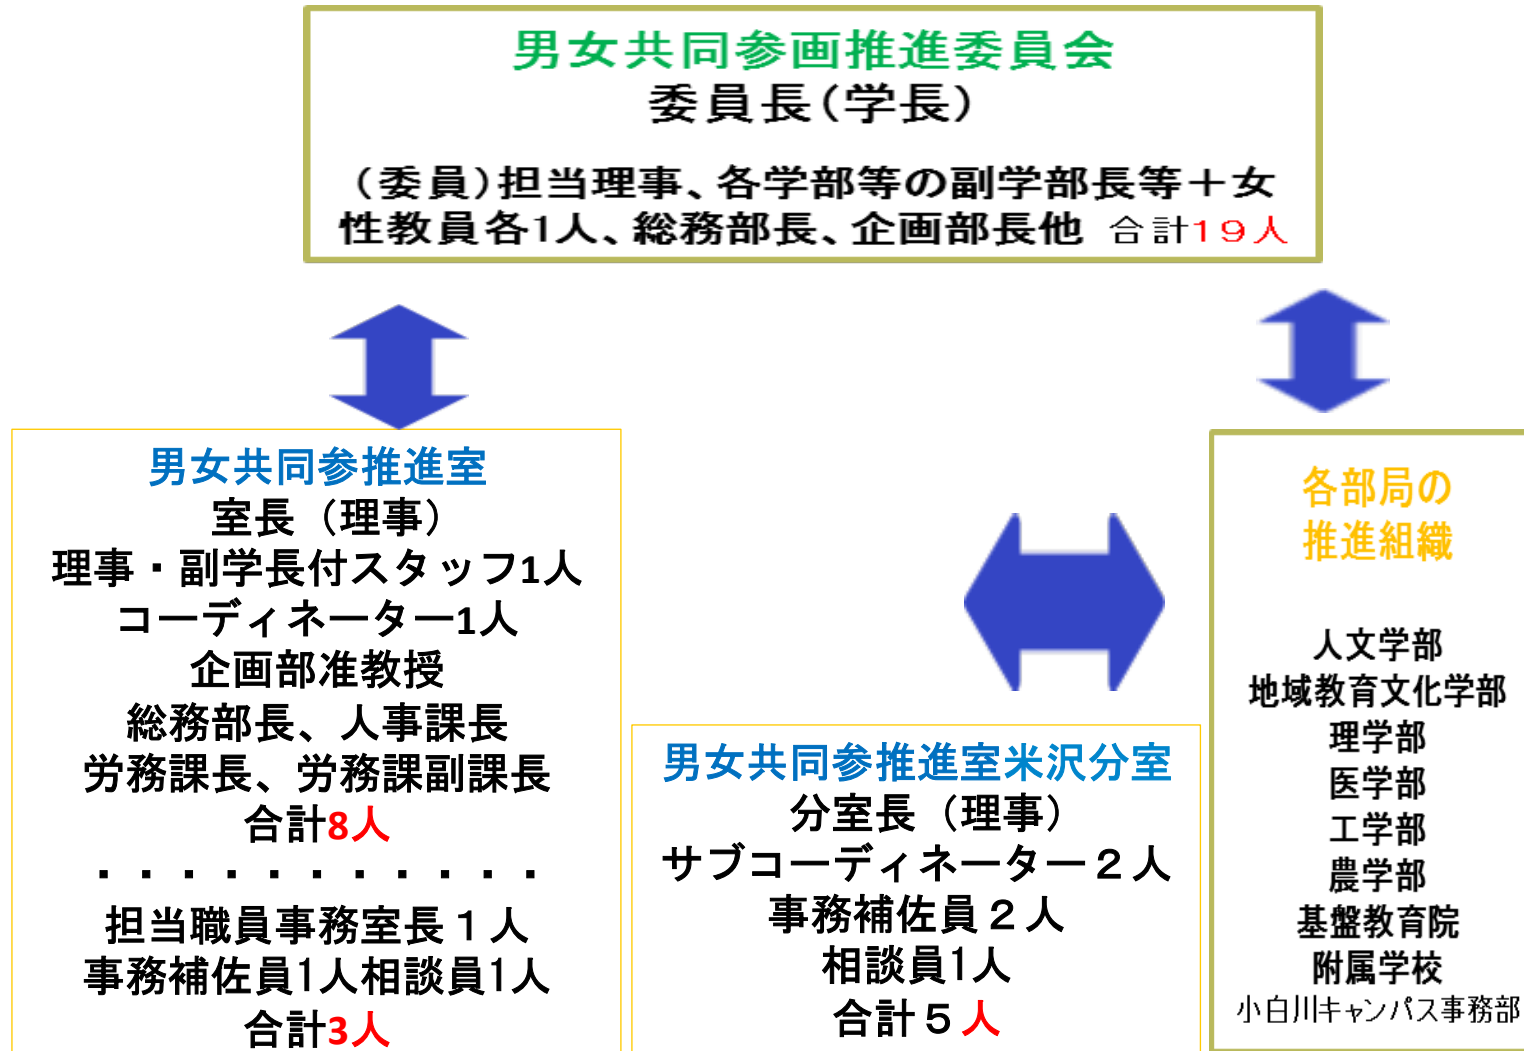 男女共同参画推進委員会
委員長（学長）
（委員）担当理事、各学部等の副学部長等＋女
性教員各1人、総務部長、企画部長他 合計19人
男女共同参推進室
室長（理事）
理事・副学長付スタッフ1人
コーディネーター1人
企画部准教授
総務部長、人事課長
労務課長、労務課副課長
合計8人
・・・・・・・・・・・
担当職員事務室長１人
事務補佐員1人相談員1人
合計3人
男女共同参推進室米沢分室
分室長（理事）
サブコーディネーター２人
事務補佐員２人
相談員1人
合計５人
各部局の
推進組織
人文学部
地域教育文化学部
理学部
医学部
工学部
農学部
基盤教育院
附属学校
小白川キャンパス事務部